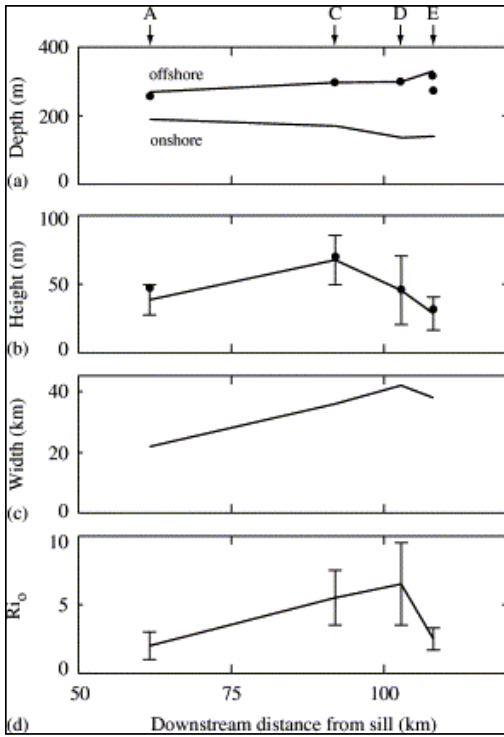 A C D E
400
offshore
200
onshore
0
Depth (m)
(a)
100
50
0
Height (m)
(b)
40
20
0
Width (km)
(c)
10
5
0
Ri₀
50 75 100
(d) Downstream distance from sill (km)